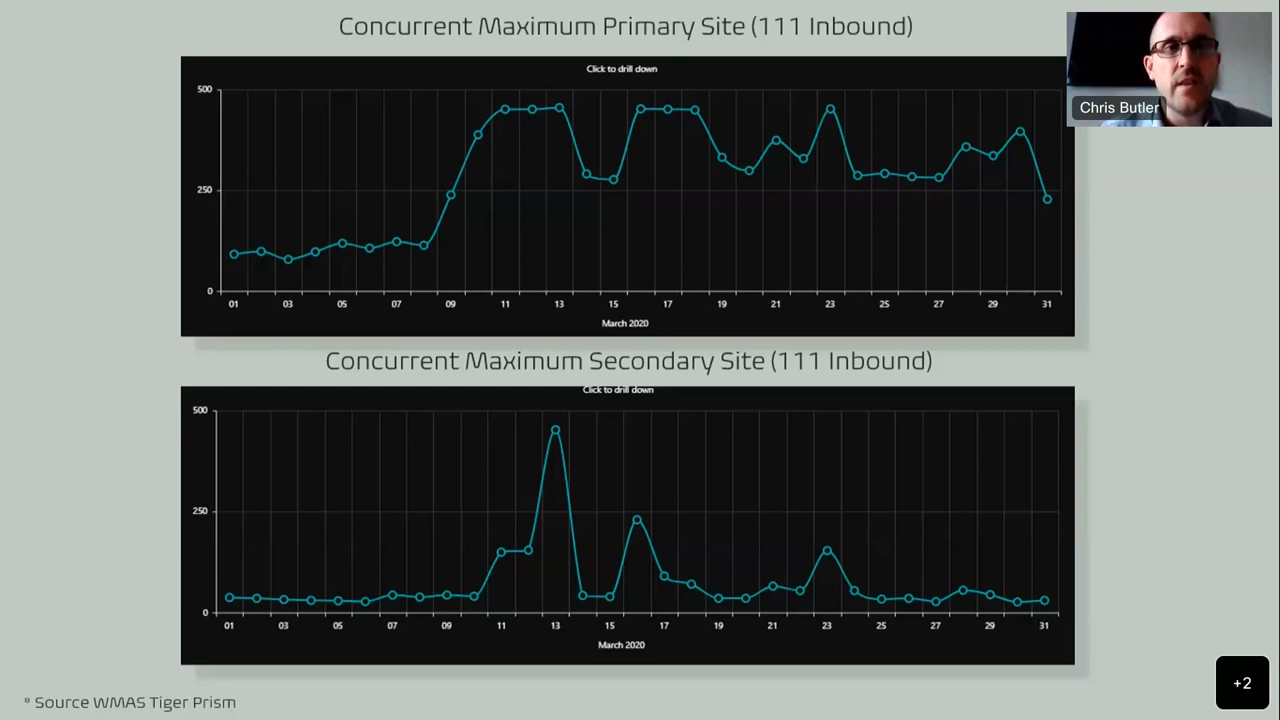 Concurrent Maximum Primary Site (111 Inbound)
Chris Butler
Click to drill down
500
250
0
01 03 05 07 09 11 13 15 17 19 21 23 25 27 29 31
March 2020
Concurrent Maximum Secondary Site (111 Inbound)
Click to drill down
500
250
0
01 03 05 07 09 11 13 15 17 19 21 23 25 27 29 31
March 2020
* Source WMAS Tiger Prism
+2